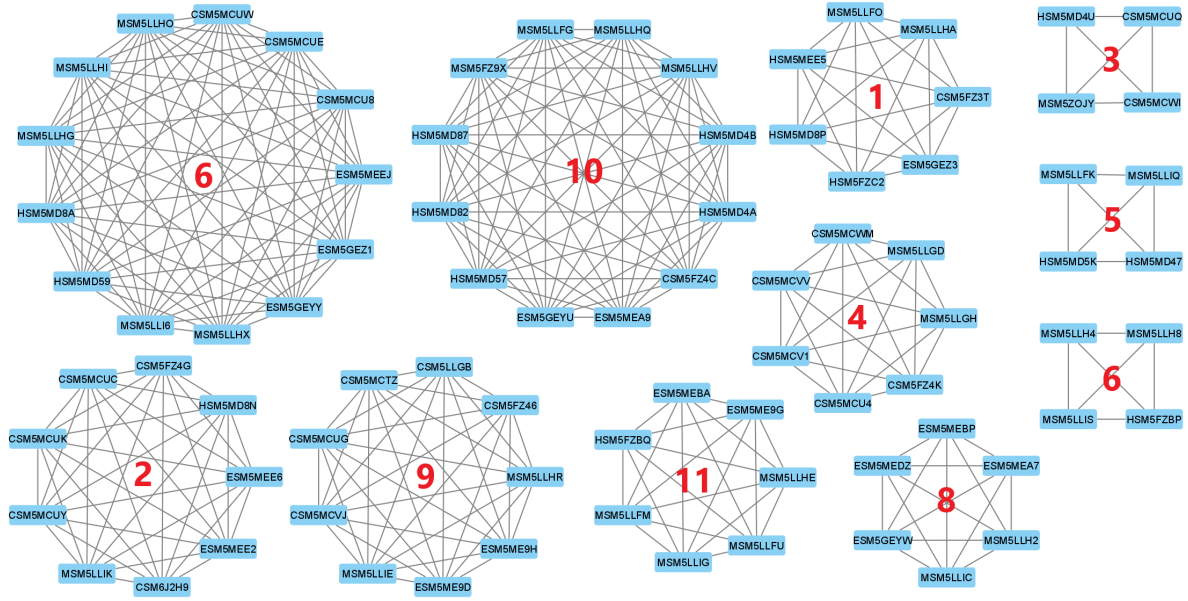 MSM5LLHO
CSM5MCUW
CSM5MCUE
MSM5LLHI
CSM5MCU8
MSM5LLHG
ESM5MEEJ
6
HSM5MD8A
ESM5GEZ1
HSM5MD59
ESM5GEYY
MSM5LLI6
MSM5LLHX
MSM5LLFG
MSM5LLHQ
MSM5FZ9X
MSM5LLHV
HSM5MD87
HSM5MD4B
10
HSM5MD82
HSM5MD4A
HSM5MD57
CSM5FZ4C
ESM5GEYU
ESM5MEA9
MSM5LLFO
MSM5LLHA
HSM5MEE5
CSM5FZ3T
1
HSM5MD8P
ESM5GEZ3
HSM5FZC2
HSM5MD4U
CSM5MCUQ
3
MSM5ZOJY
CSM5MCWI
MSM5LLFK
MSM5LLIQ
5
HSM5MD5K
HSM5MD47
CSM5MCWM
MSM5LLGD
CSM5MCVV
4
MSM5LLGH
CSM5MCV1
CSM5FZ4K
CSM5MCU4
MSM5LLH4
MSM5LLH8
6
MSM5LLIS
HSM5FZBP
CSM5FZ4G
CSM5MCUC
HSM5MD8N
CSM5MCUK
2
ESM5MEE6
CSM5MCUY
ESM5MEE2
MSM5LLIK
CSM6J2H9
CSM5LLGB
CSM5MCTZ
CSM5FZ46
CSM5MCUG
9
MSM5LLHR
CSM5MCVJ
ESM5ME9H
MSM5LLIE
ESM5ME9D
ESM5MEBA
ESM5ME9G
HSM5FZBQ
11
MSM5LLHE
MSM5LLFM
MSM5LLFU
MSM5LLIG
ESM5MEBP
ESM5MEDZ
ESM5MEA7
8
ESM5GEYW
MSM5LLH2
MSM5LLIC